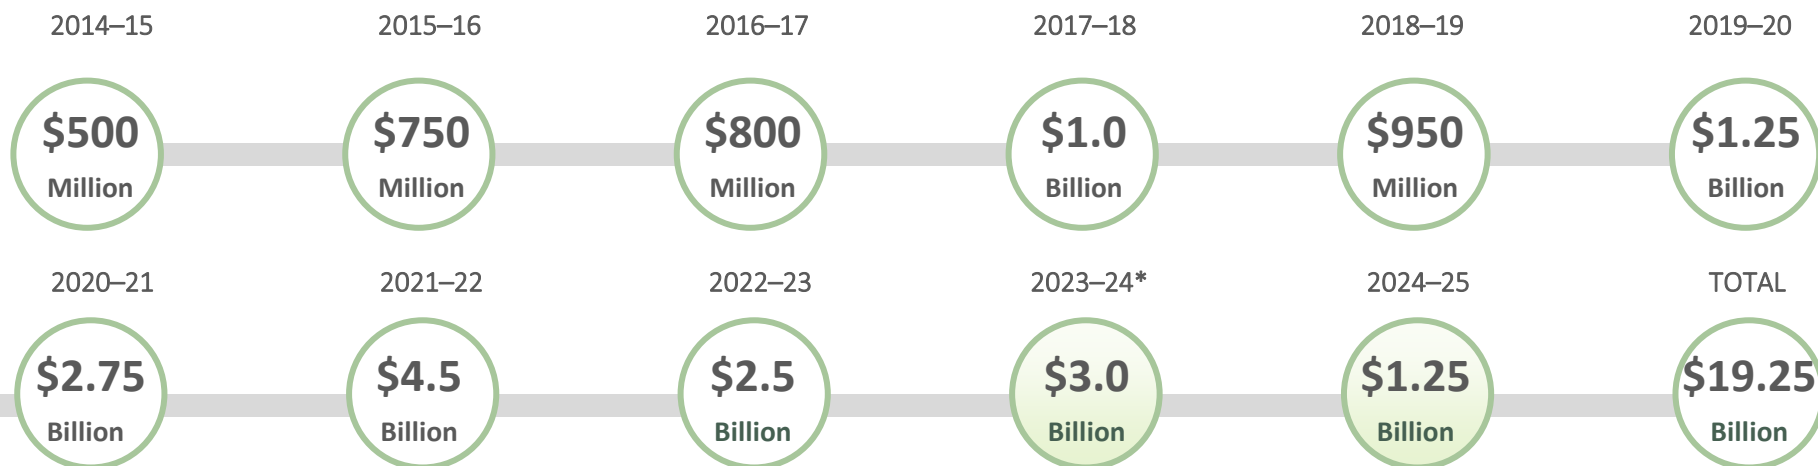 2014–15 2015–16 2016–17 2017–18 2018–19 2019–20
$500 $750 $800 $1.0 $950 $1.25
Million Million Million Billion Million Billion
2020–21 2021–22 2022–23 2023–24* 2024–25 TOTAL
$2.75 $4.5 $2.5 $3.0 $1.25 $19.25
Billion Billion Billion Billion Billion Billion